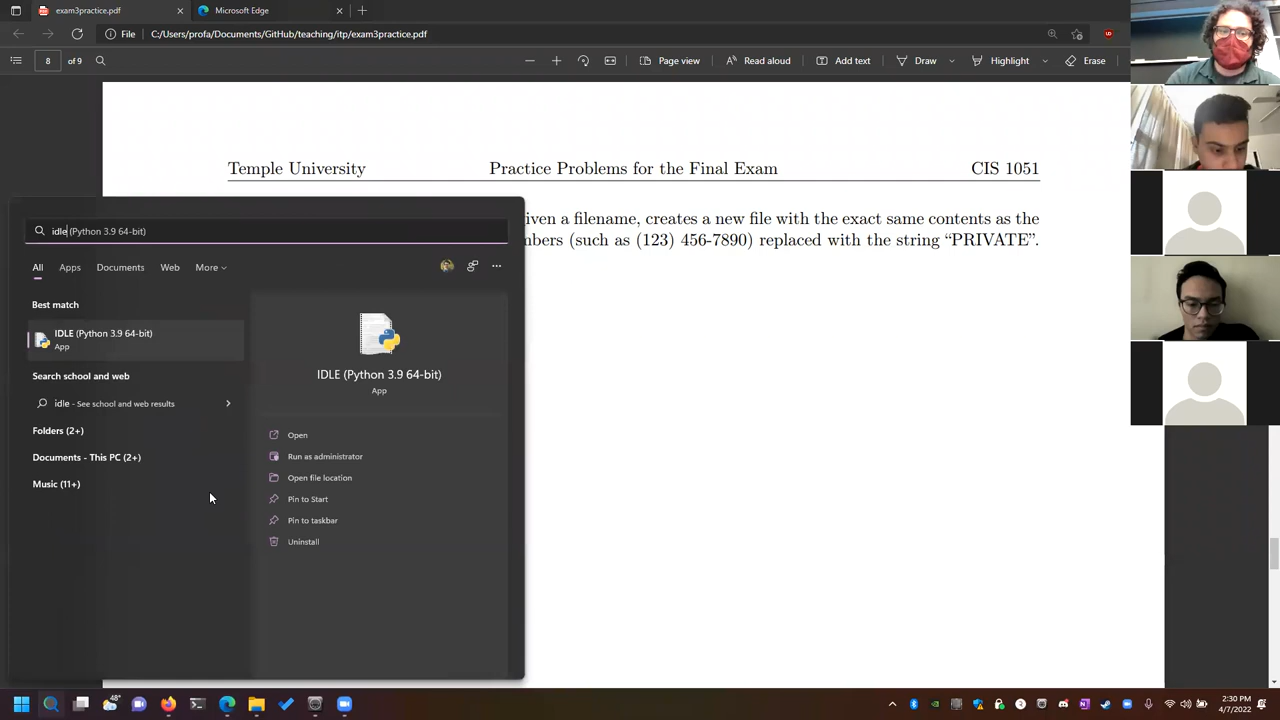 exam3practice.pdf
Microsoft Edge
File
C:/Users/profa/Documents/GitHub/teaching/itp/exam3practice.pdf
8 of 9
Page view
Read aloud
Add text
Draw
Highlight
Erase
Temple University
Practice Problems for the Final Exam
CIS 1051
iven a filename, creates a new file with the exact same contents as the
mbers (such as (123) 456-7890) replaced with the string “PRIVATE”.
idle (Python 3.9 64-bit)
All
Apps
Documents
Web
More
Best match
IDLE (Python 3.9 64-bit)
App
Search school and web
idle - See school and web results
Folders (2+)
Documents - This PC (2+)
Music (11+)
IDLE (Python 3.9 64-bit)
App
Open
Run as administrator
Open file location
Pin to Start
Pin to taskbar
Uninstall
48°
2:30 PM
4/7/2022